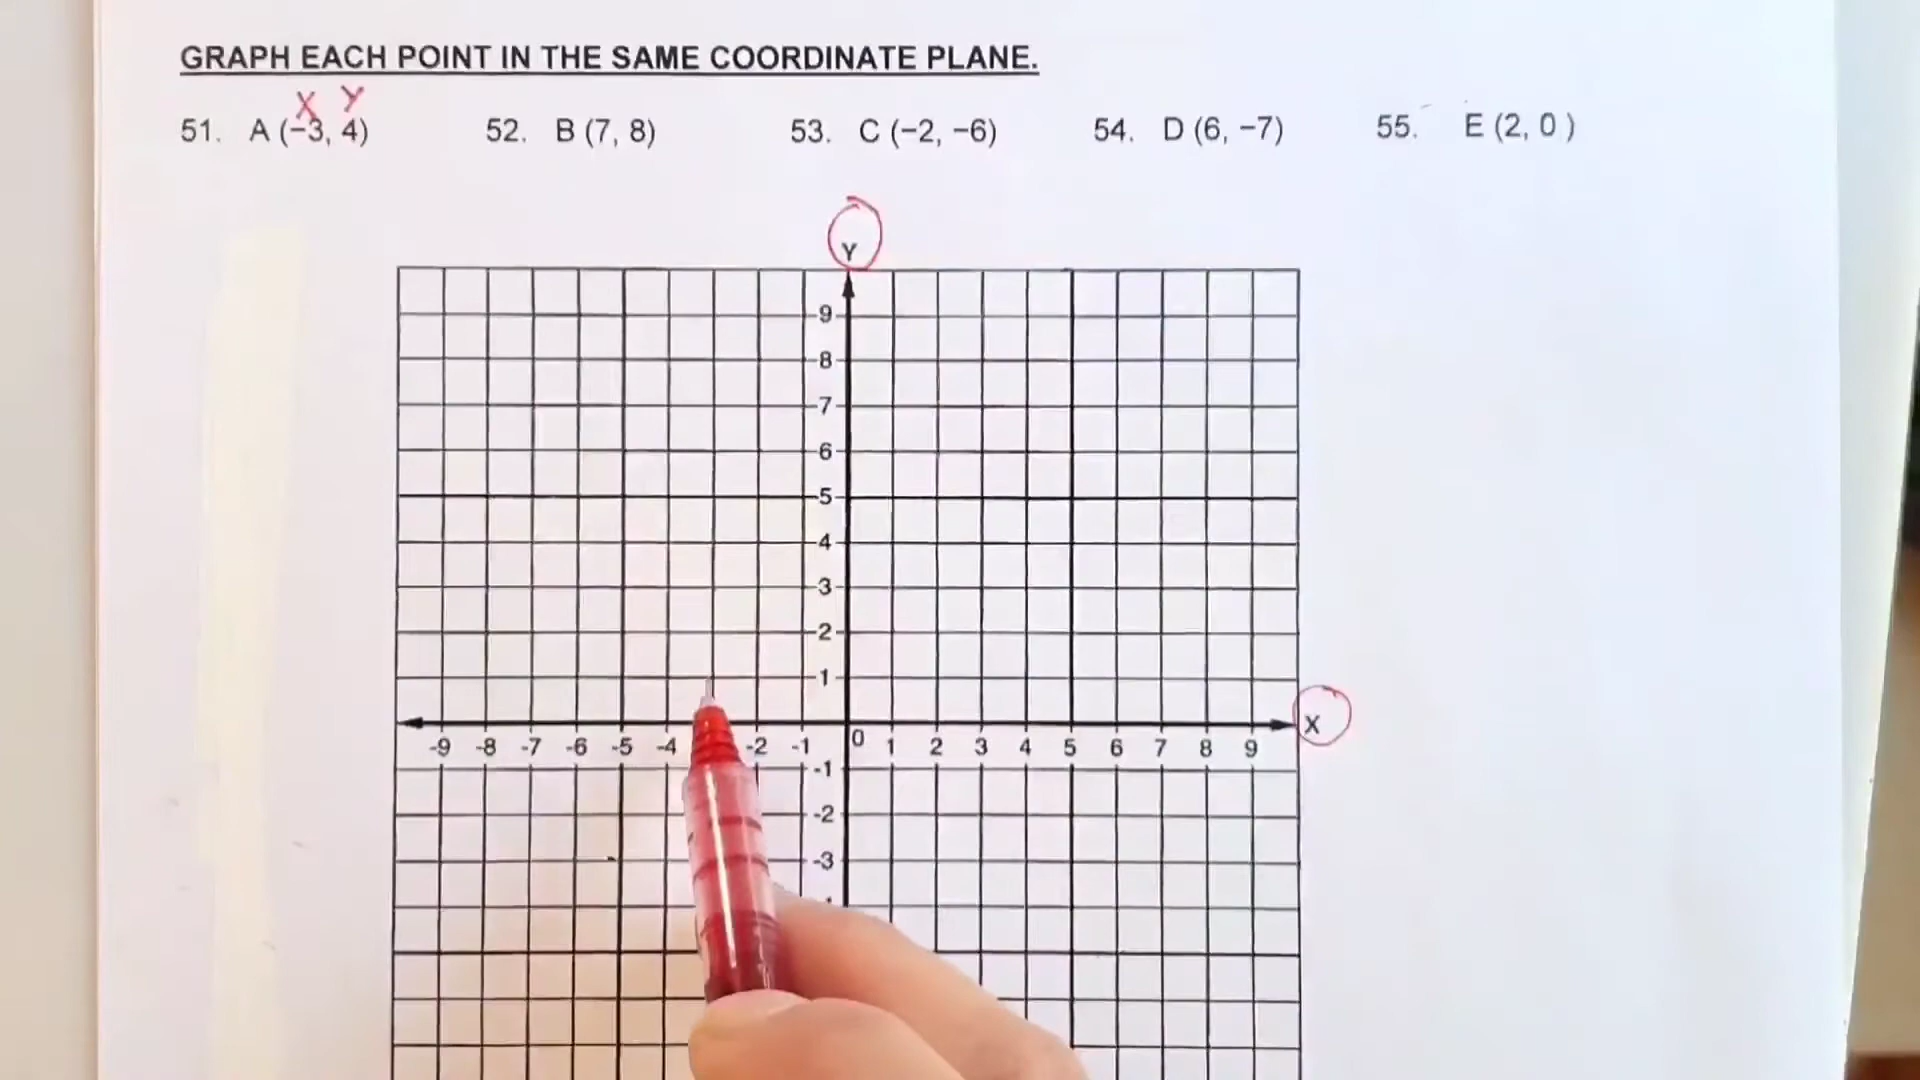 GRAPH EACH POINT IN THE SAME COORDINATE PLANE.
X Y
51. A (−3, 4) 52. B (7, 8) 53. C (−2, −6) 54. D (6, −7) 55. E (2, 0 )
Y
9
8
7
6
5
4
3
2
1
X
-9 -8 -7 -6 -5 -4 -2 -1 0 1 2 3 4 5 6 7 8 9
-1
-2
-3